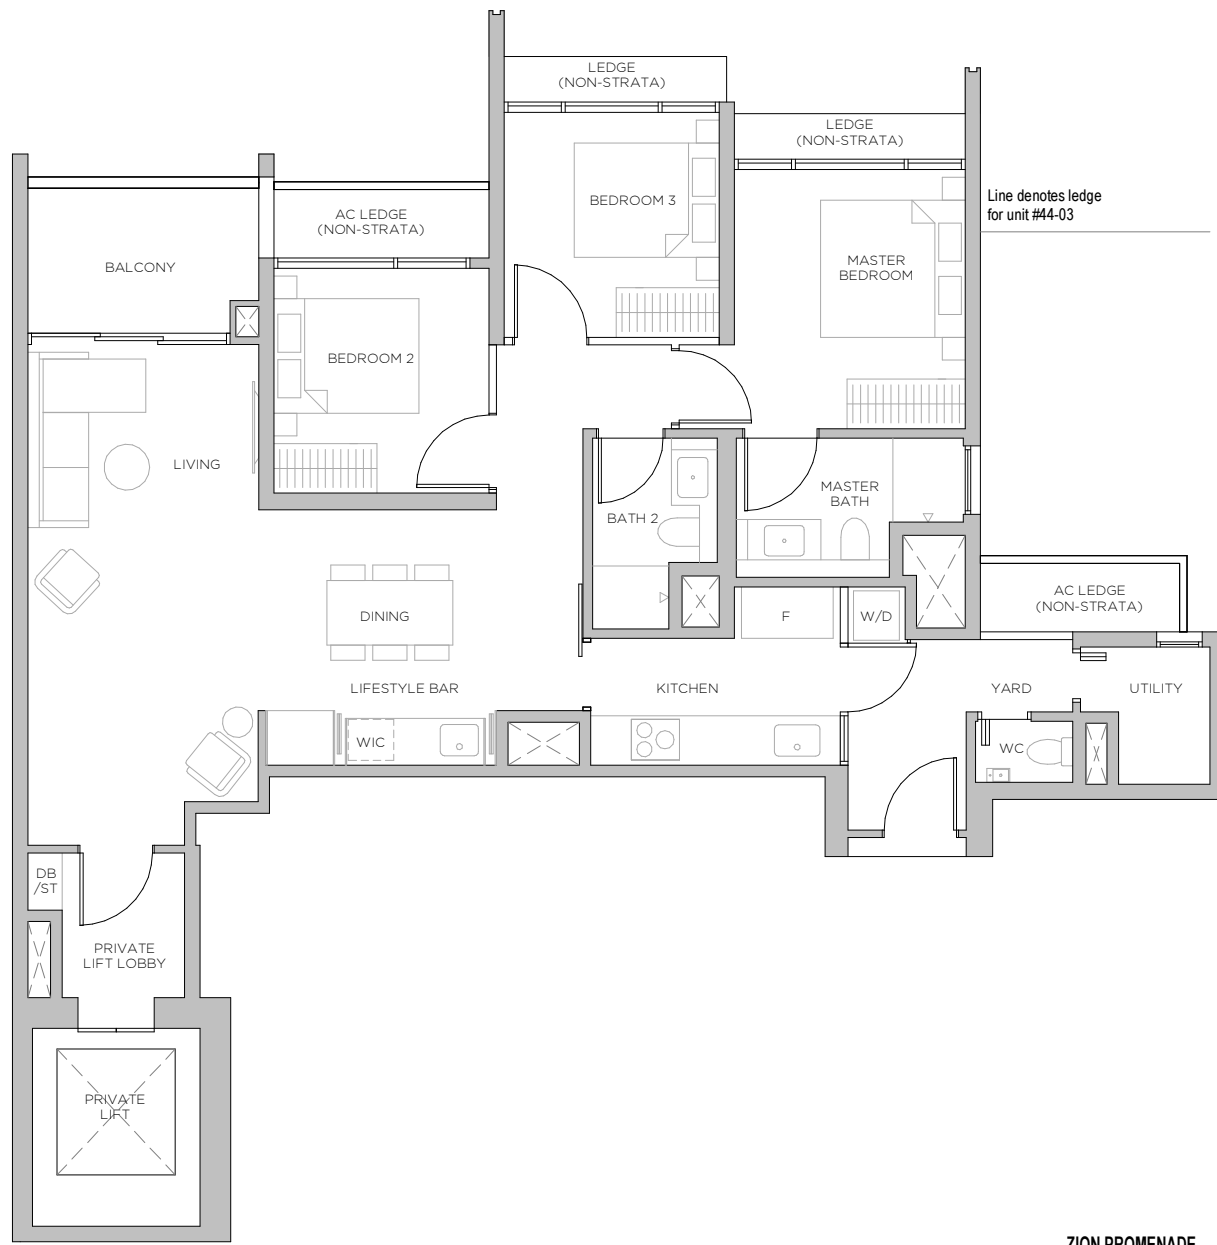 LEDGE
(NON-STRATA)
LEDGE
(NON-STRATA)
Line denotes ledge
for unit #44-03
AC LEDGE
(NON-STRATA)
BEDROOM 3
BALCONY
MASTER
BEDROOM
BEDROOM 2
LIVING
MASTER
BATH
BATH 2
DINING
F
W/D
AC LEDGE
(NON-STRATA)
LIFESTYLE BAR
KITCHEN
YARD
UTILITY
WIC
WC
DB
/ST
PRIVATE
LIFT LOBBY
PRIVATE
LIFT
ZION PROMENADE